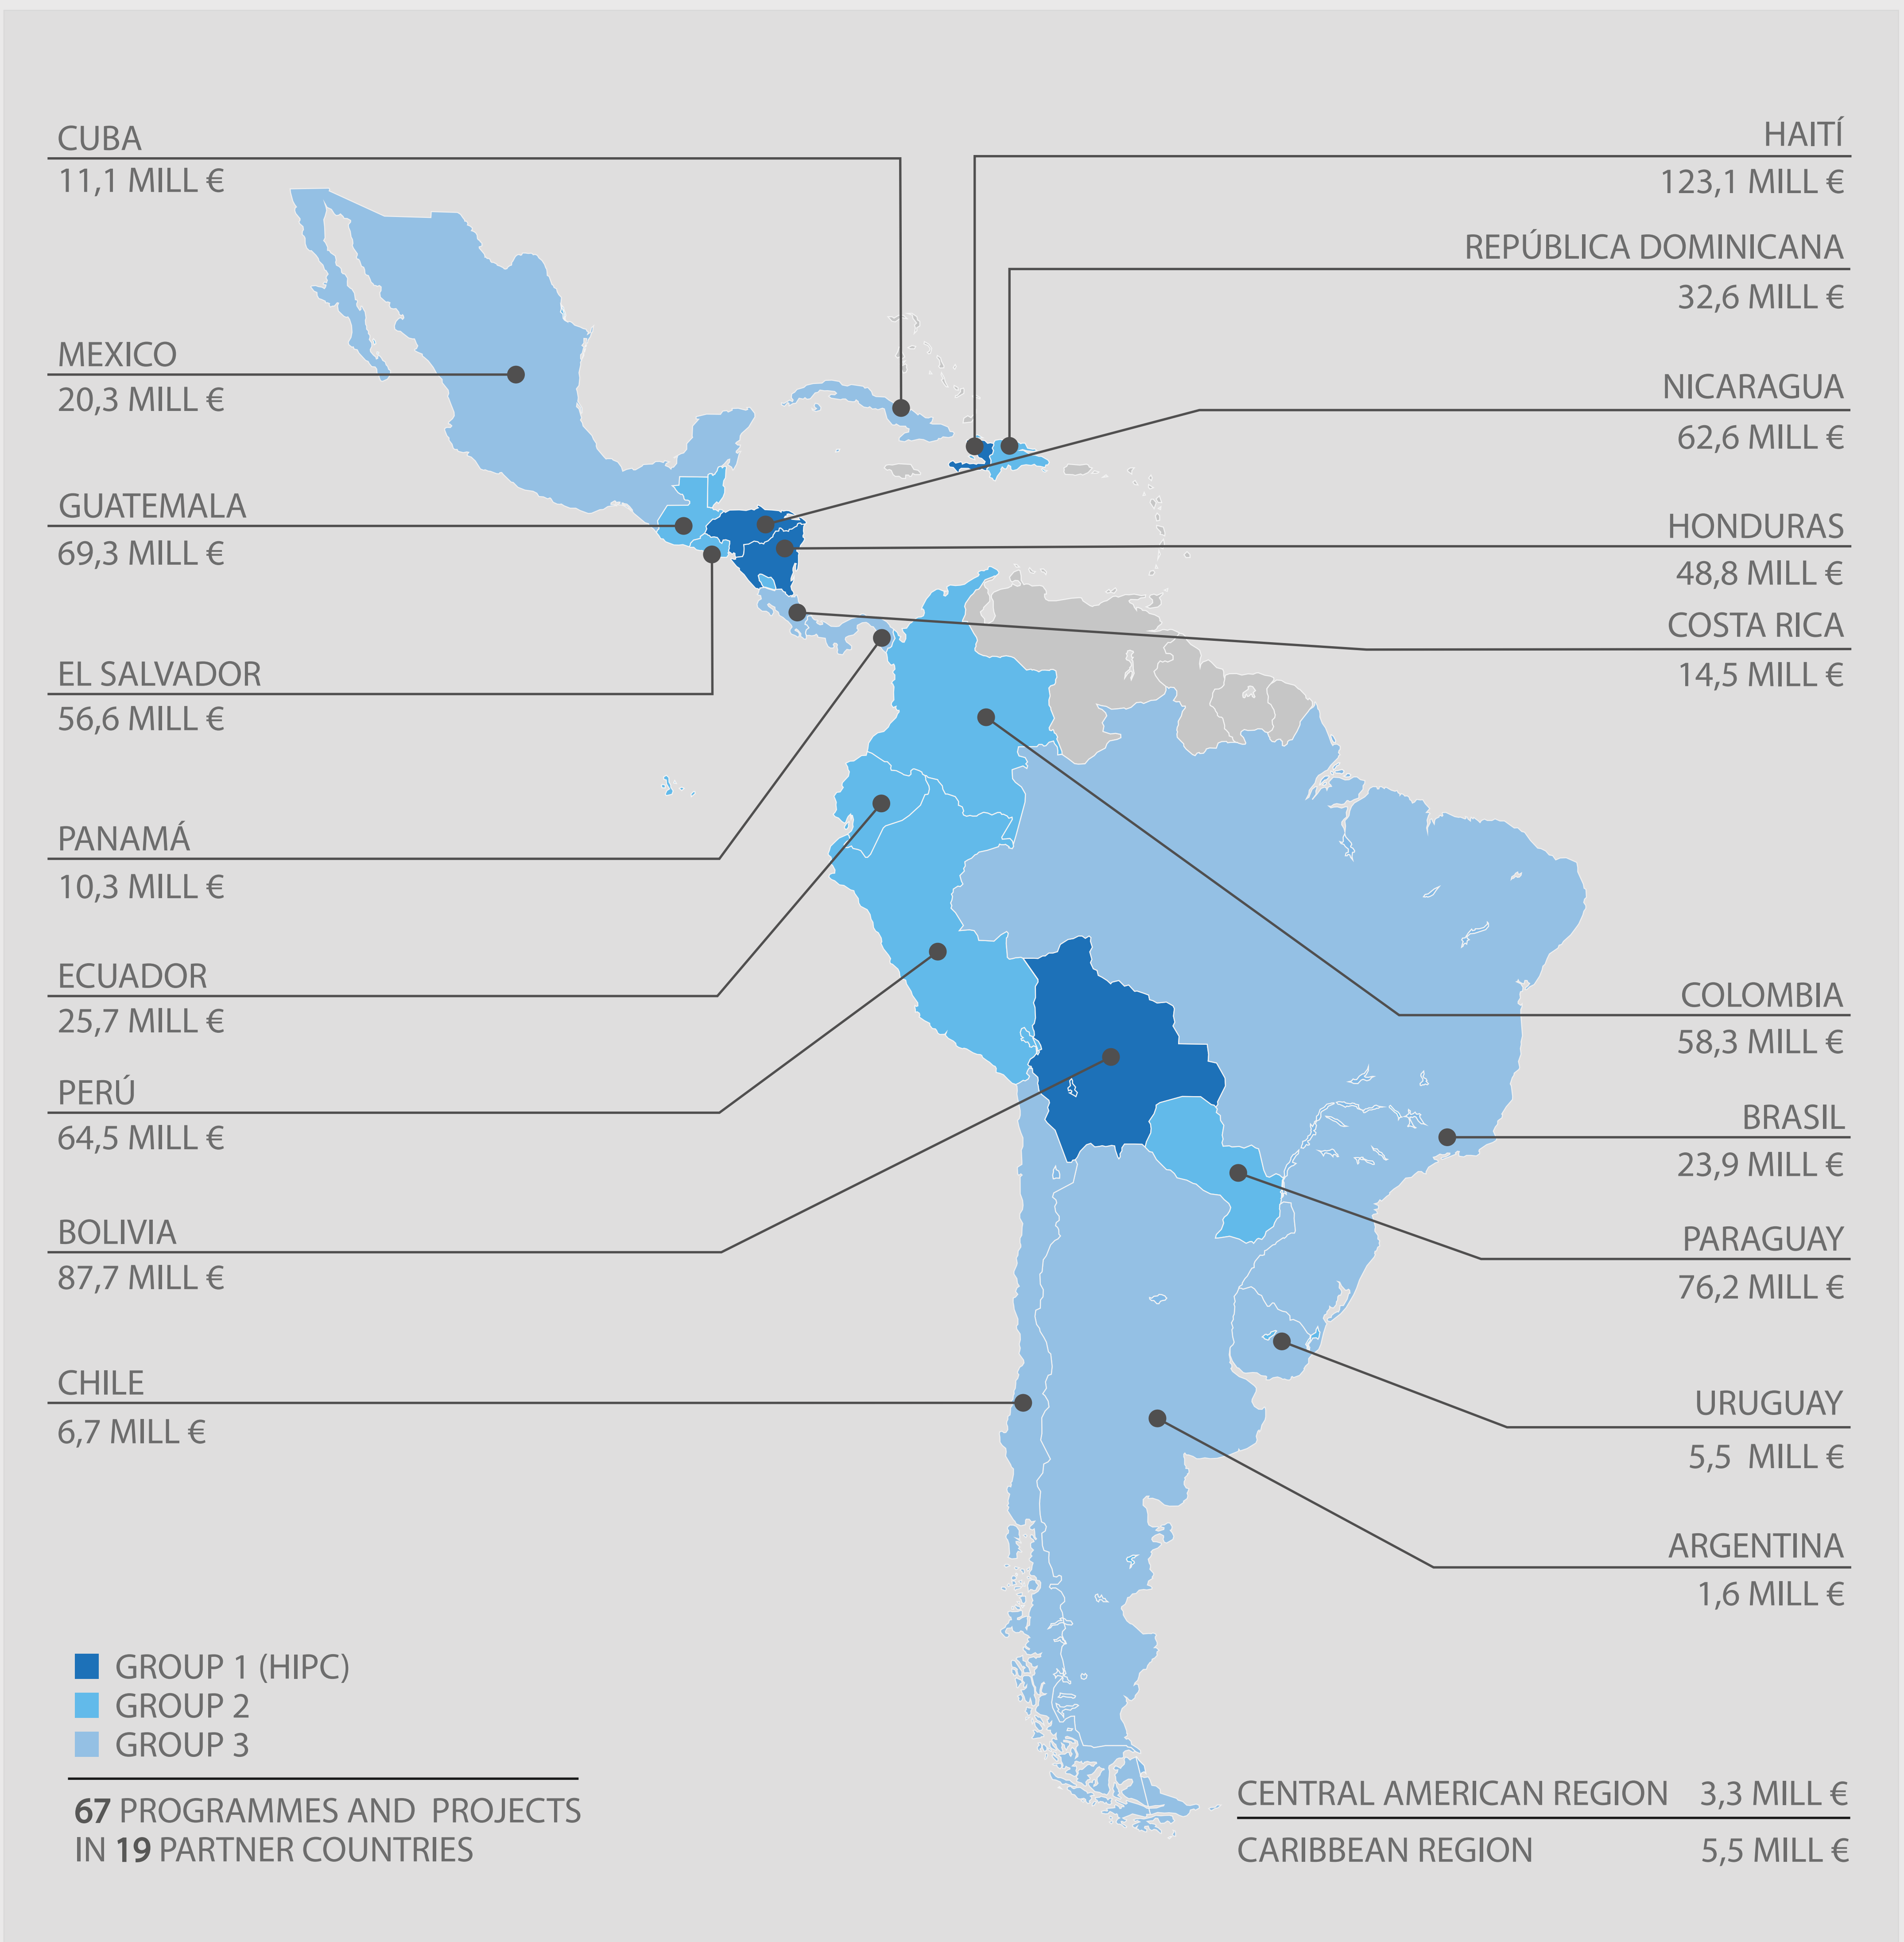 CUBA
11,1 MILL €
MEXICO
20,3 MILL €
GUATEMALA
69,3 MILL €
EL SALVADOR
56,6 MILL €
PANAMÁ
10,3 MILL €
ECUADOR
25,7 MILL €
PERÚ
64,5 MILL €
BOLIVIA
87,7 MILL €
CHILE
6,7 MILL €
HAITÍ
123,1 MILL €
REPÚBLICA DOMINICANA
32,6 MILL €
NICARAGUA
62,6 MILL €
HONDURAS
48,8 MILL €
COSTA RICA
14,5 MILL €
COLOMBIA
58,3 MILL €
BRASIL
23,9 MILL €
PARAGUAY
76,2 MILL €
URUGUAY
5,5 MILL €
ARGENTINA
1,6 MILL €
GROUP 1 (HIPC)
GROUP 2
GROUP 3
67 PROGRAMMES AND PROJECTS
IN 19 PARTNER COUNTRIES
CENTRAL AMERICAN REGION 3,3 MILL €
CARIBBEAN REGION 5,5 MILL €